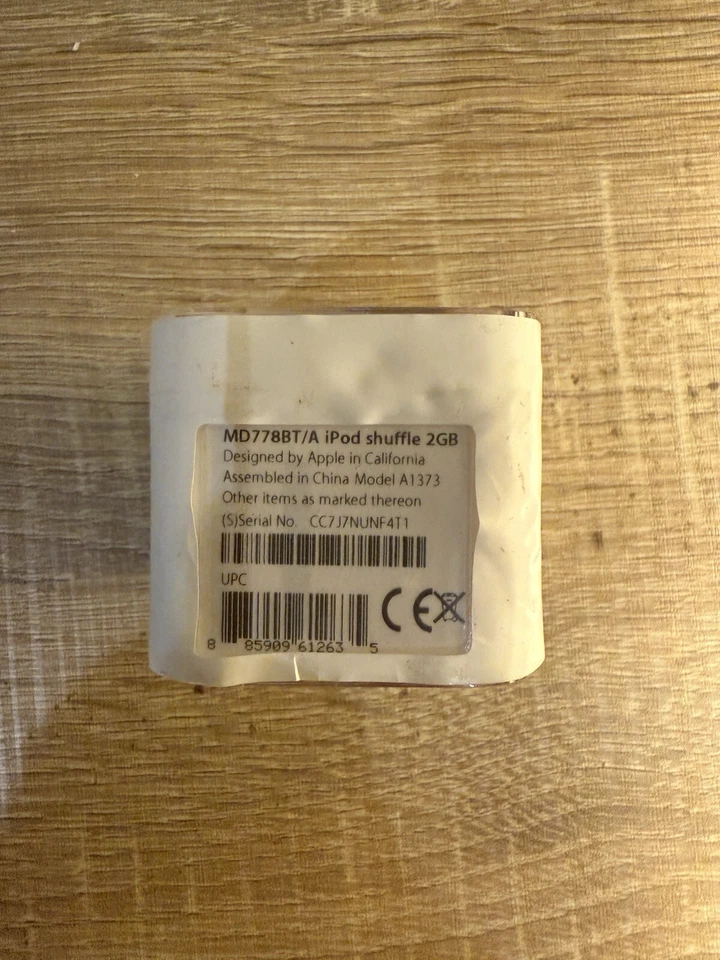 MD778BT/A iPod shuffle 2GB
Designed by Apple in California
Assembled in China Model A1373
Other items as marked thereon
(S)Serial No. CC7J7NUNF4T1
UPC
CE
8 85909 61263 5